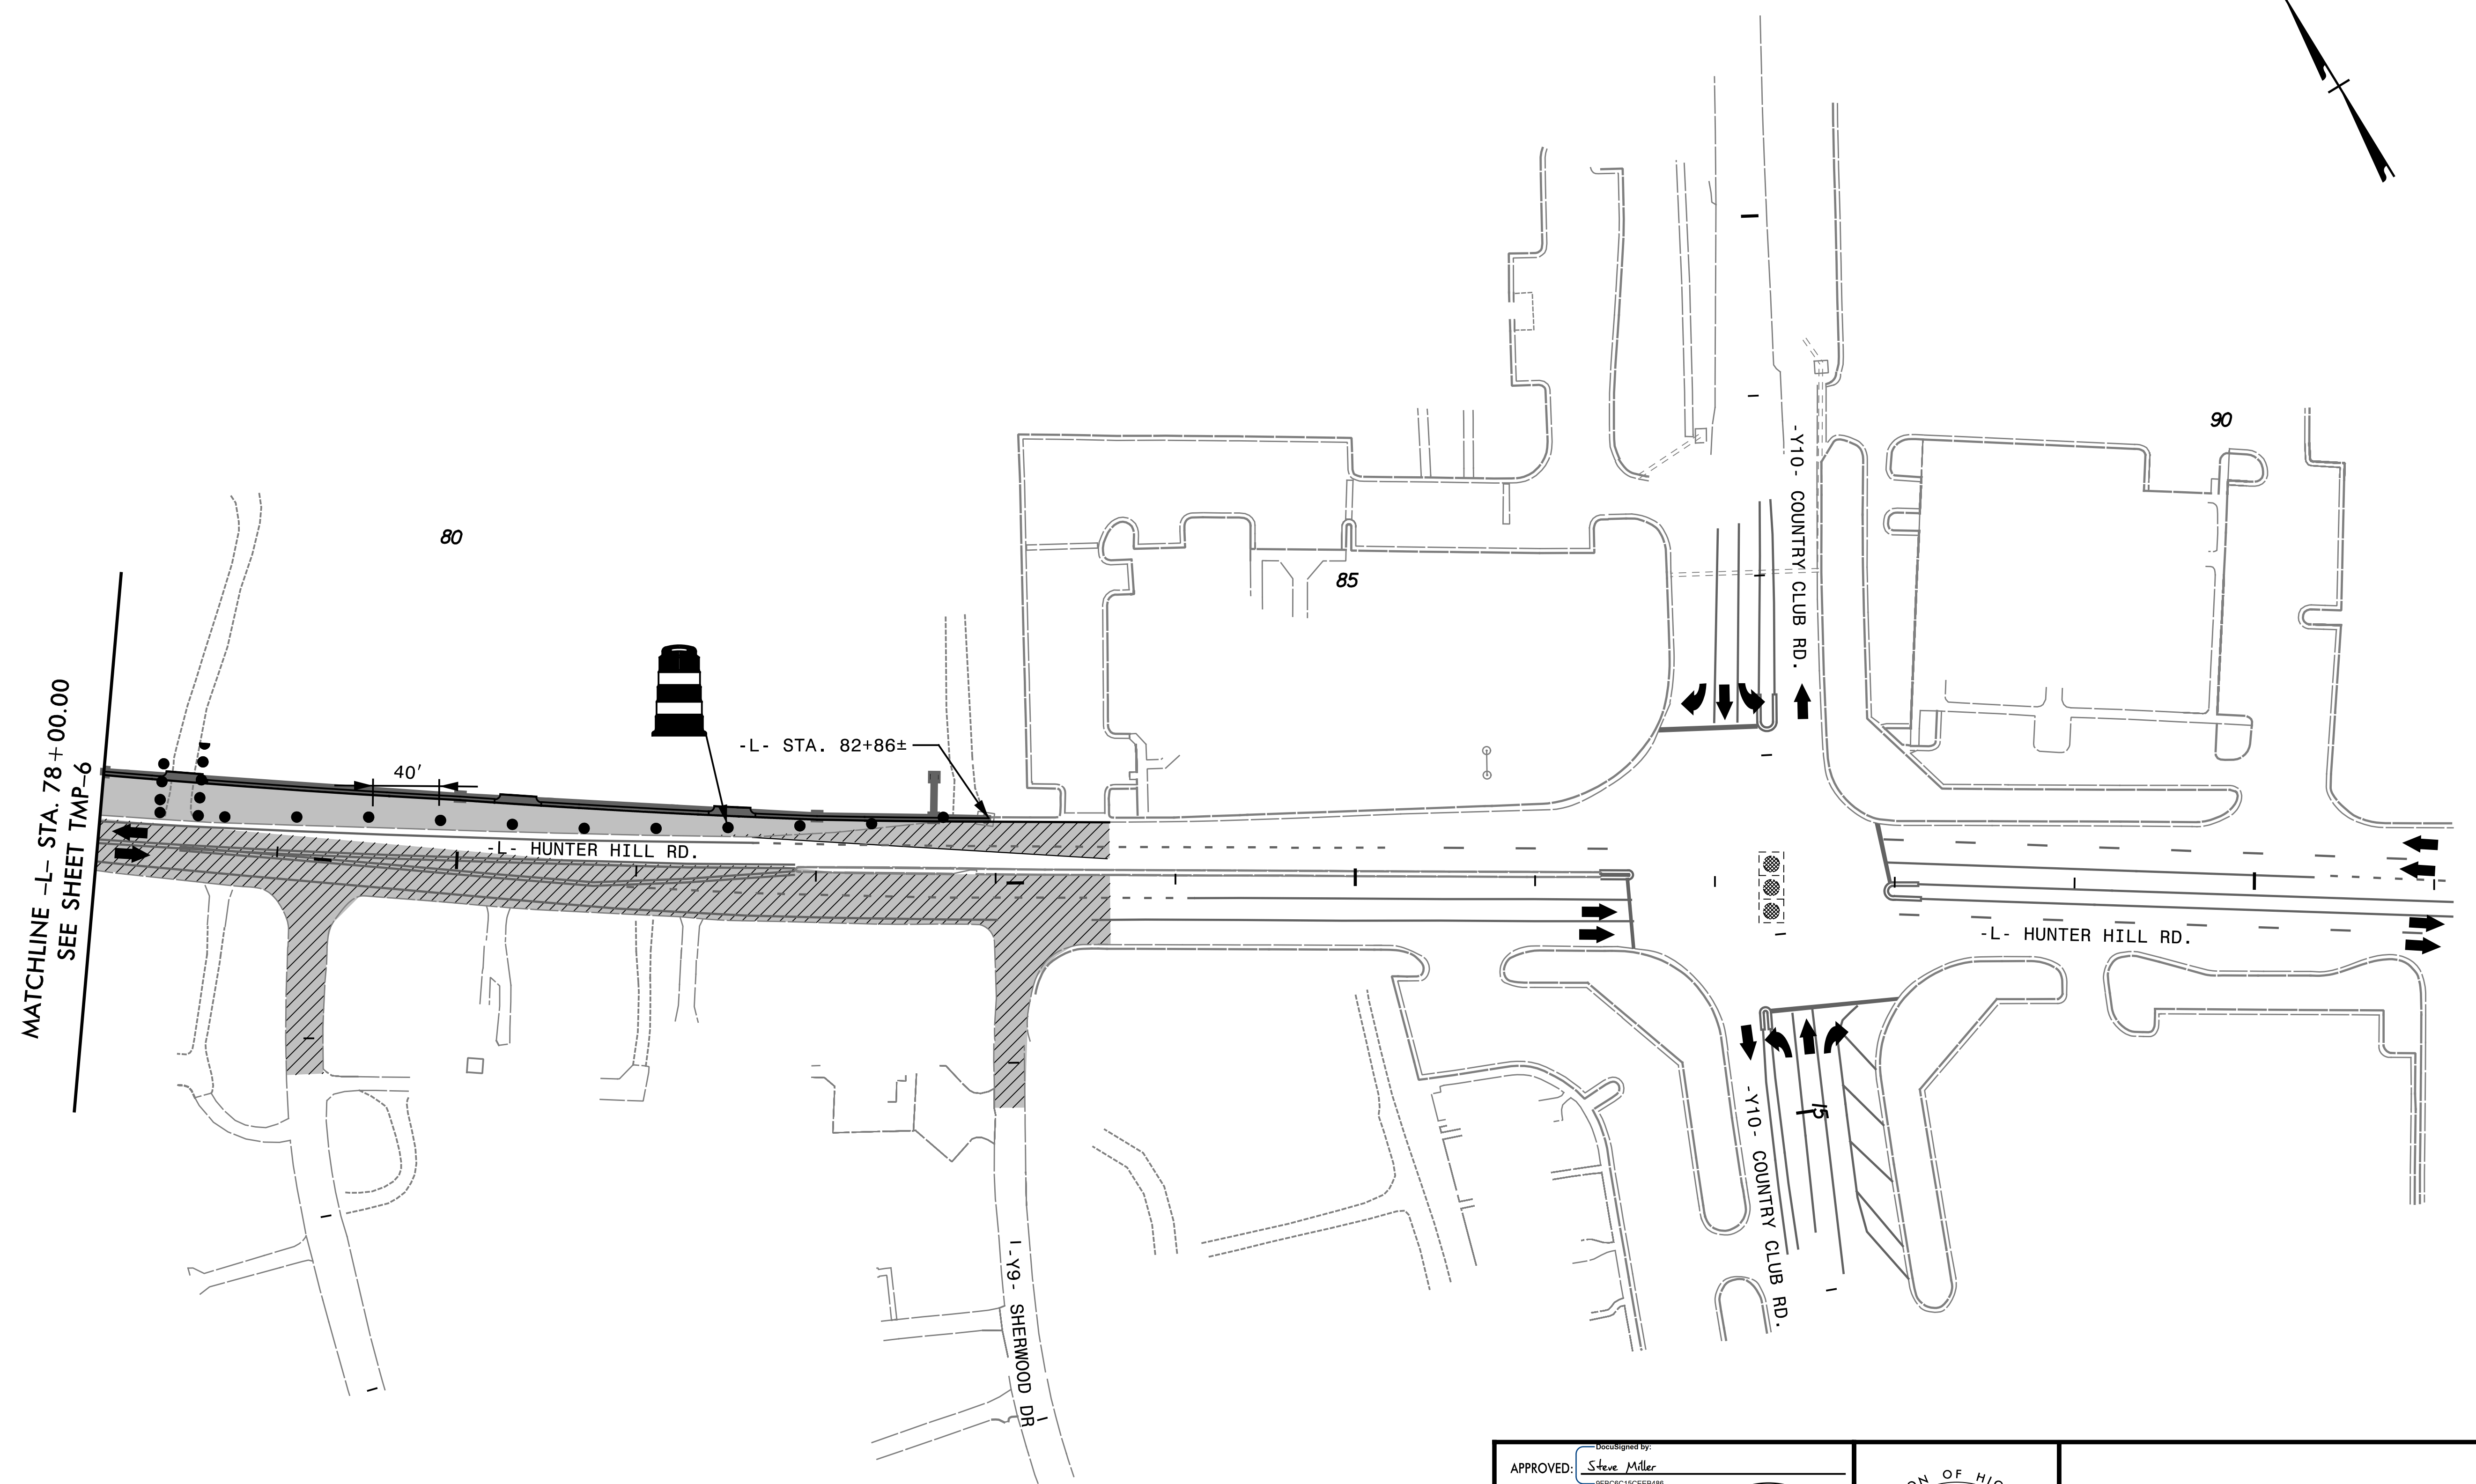 90
-Y10- COUNTRY CLUB RD.
80
85
MATCHLINE -L- STA. 78+00.00
SEE SHEET TMP-6
-L- STA. 82+86±
40'
-L- HUNTER HILL RD.
-L- HUNTER HILL RD.
15
-Y10- COUNTRY CLUB RD.
-Y9- SHERWOOD DR
DocuSigned by:
APPROVED: Steve Miller
OF